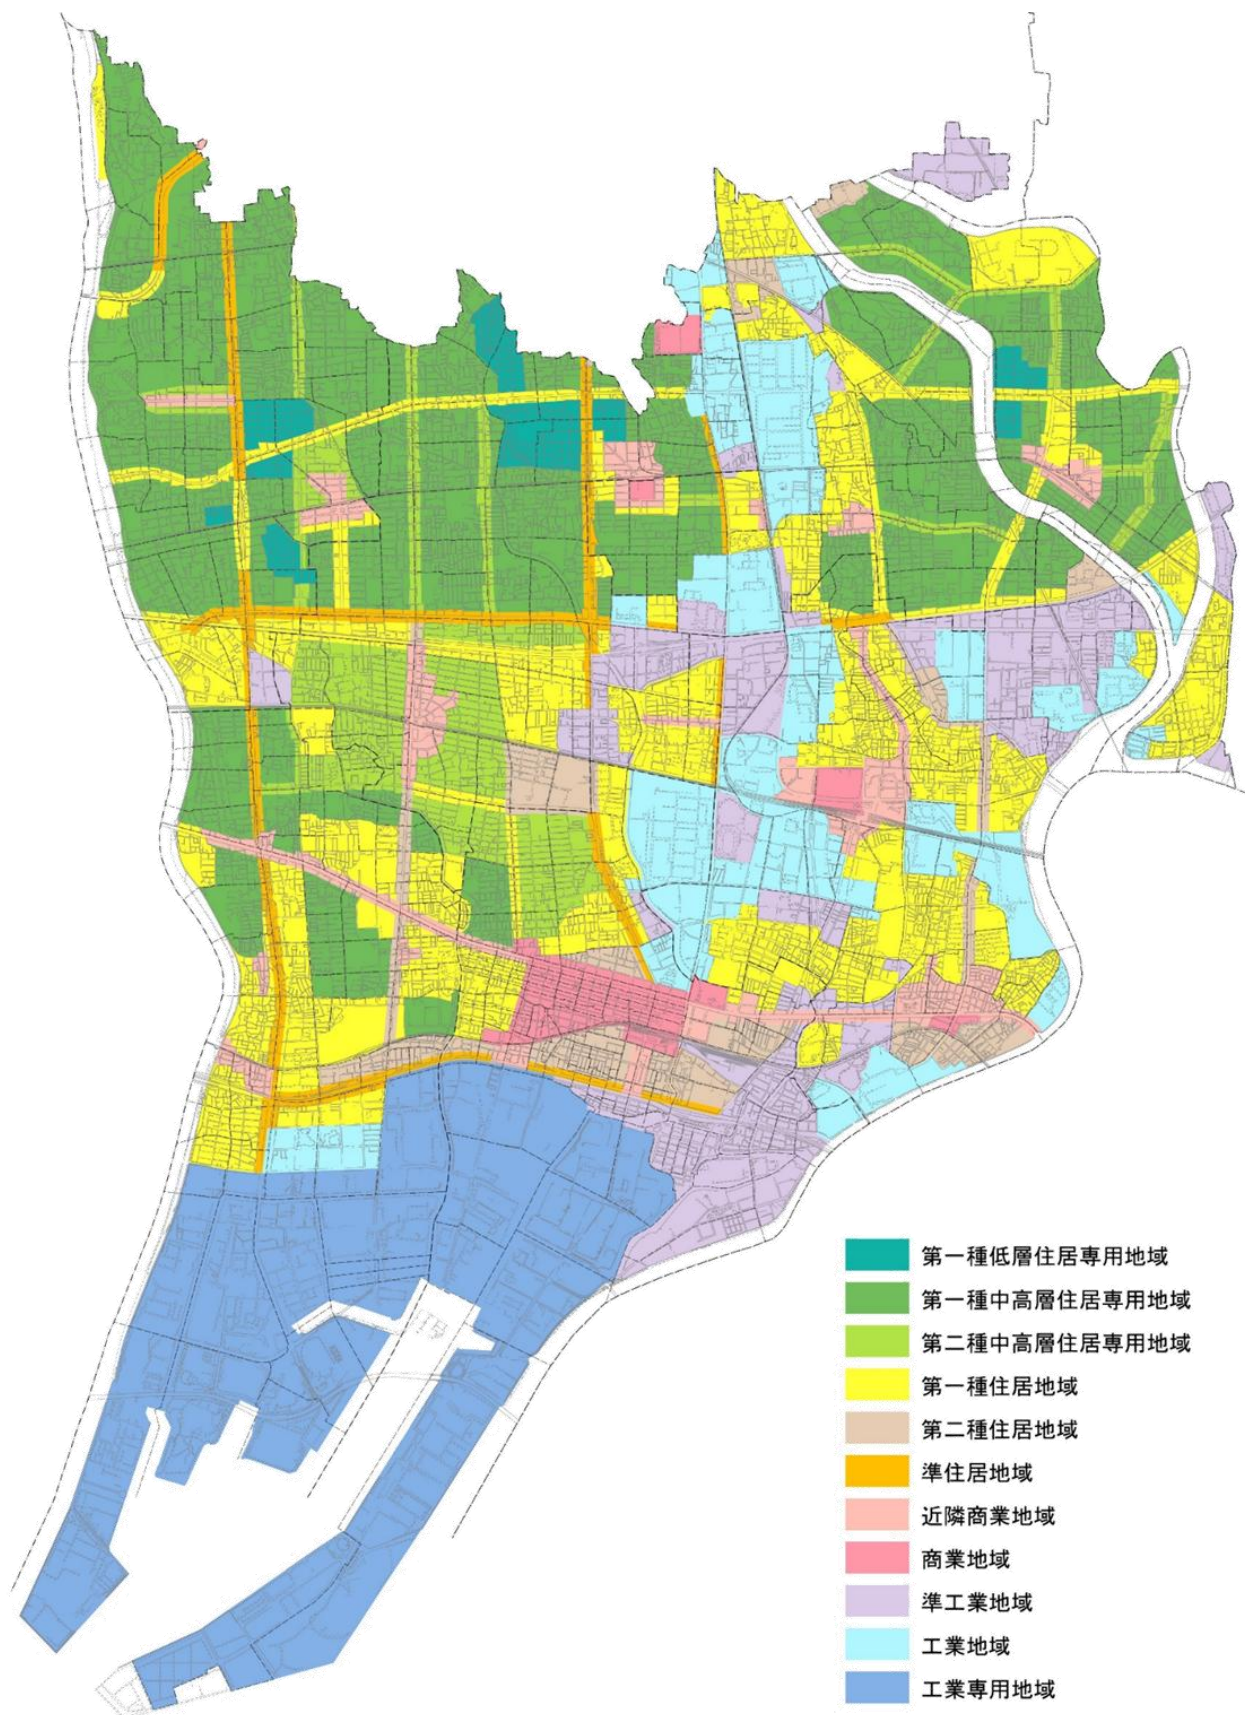 第一種低層住居専用地域
第一種中高層住居専用地域
第二種中高層住居専用地域
第一種住居地域
第二種住居地域
準住居地域
近隣商業地域
商業地域
準工業地域
工業地域
工業専用地域